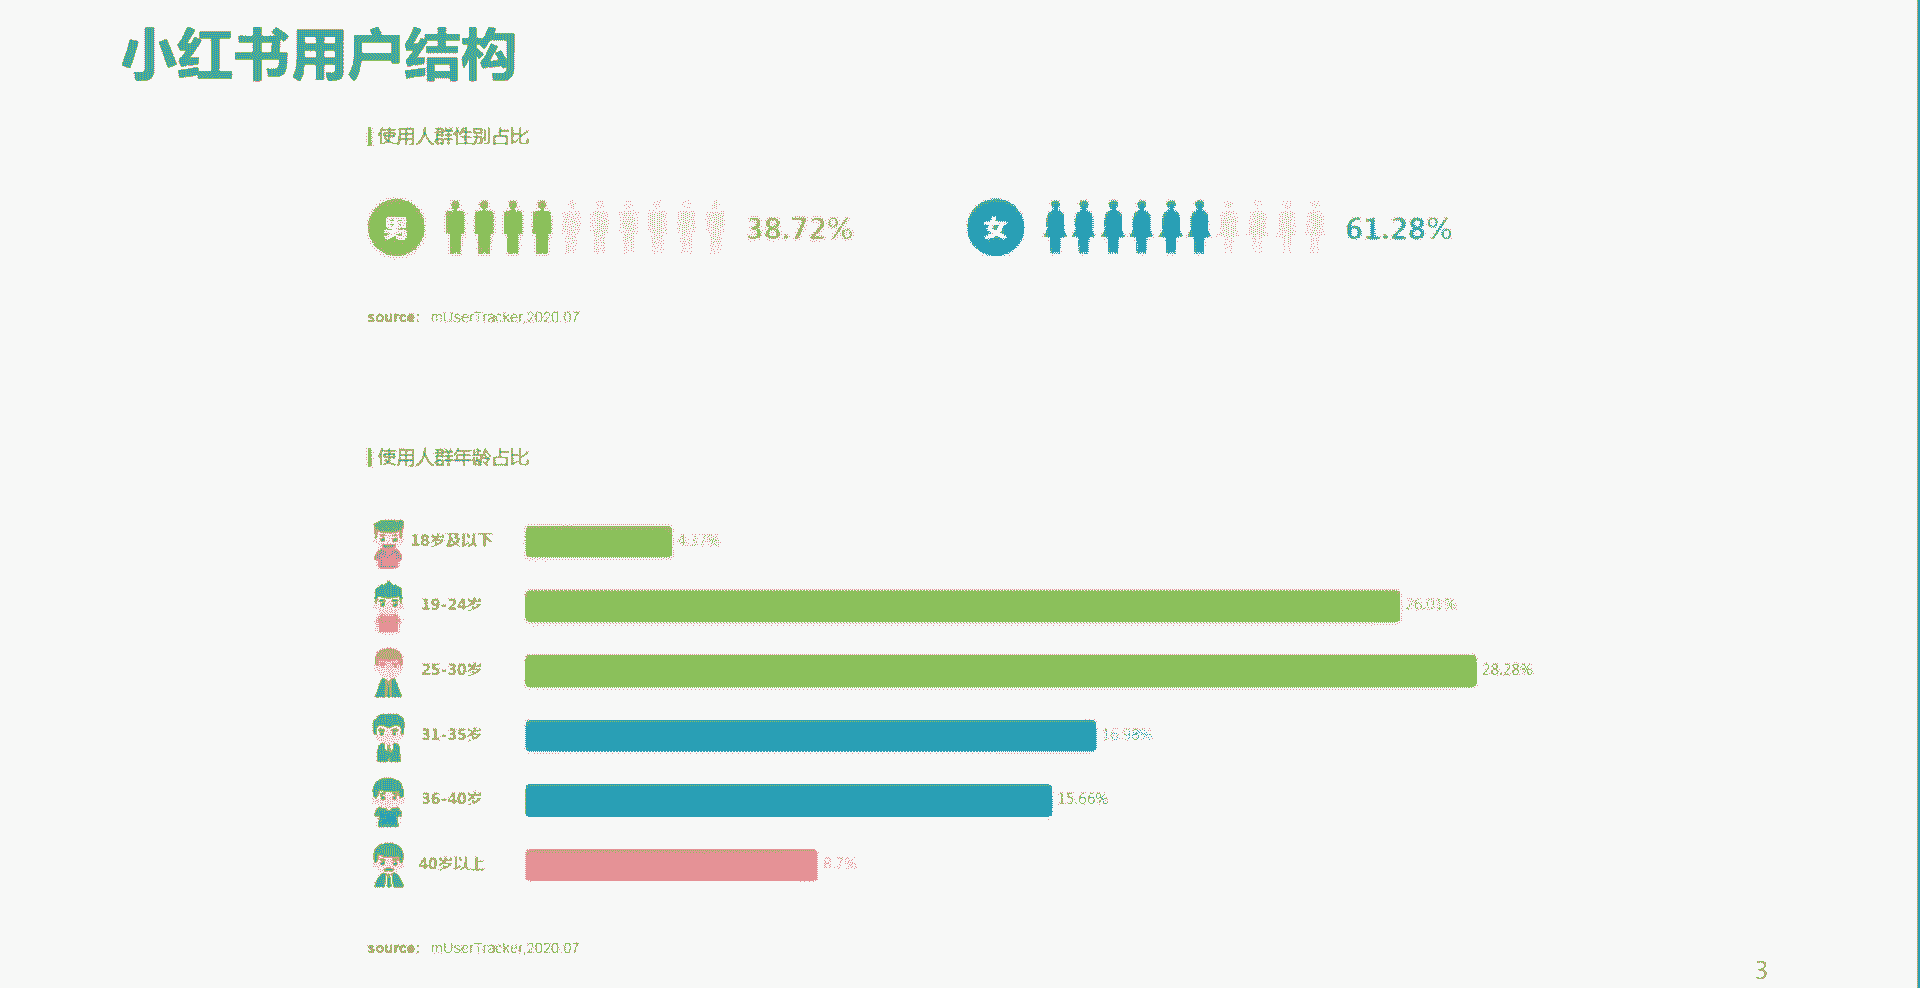 小红书用户结构
使用人群性别占比
男 38.72% 女 61.28%
source: mUserTracker,2020.07
使用人群年龄占比
18岁及以下 4.37%
19-24岁 26.01%
25-30岁 28.28%
31-35岁 16.98%
36-40岁 15.66%
40岁以上 8.7%
source: mUserTracker,2020.07
3